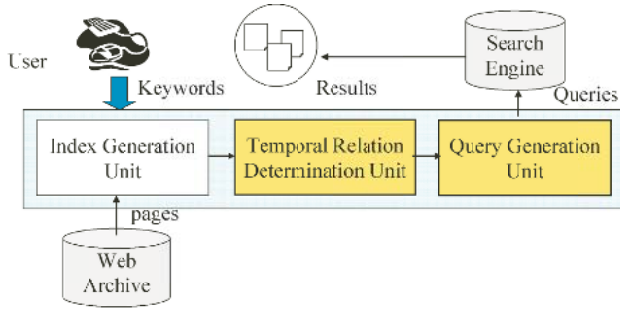 User
Keywords
Results
Search
Engine
Queries
Index Generation
Unit
Temporal Relation
Determination Unit
Query Generation
Unit
pages
Web
Archive